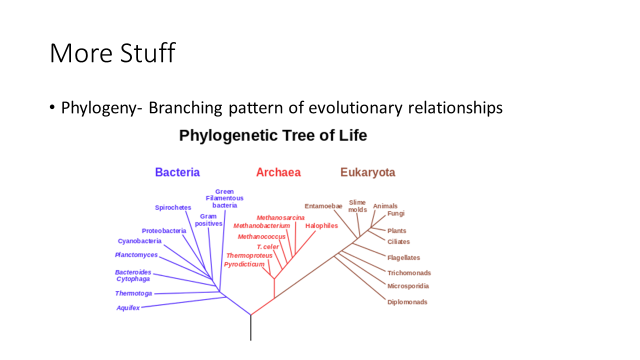 More Stuff
• Phylogeny- Branching pattern of evolutionary relationships
Phylogenetic Tree of Life
Bacteria
Archaea
Eukaryota
Green
Filamentous
bacteria
Spirochetes
Gram
positives
Proteobacteria
Cyanobacteria
Planctomyces
Bacteroides
Cytophaga
Thermotoga
Aquifex
Methanosarcina
Methanobacterium
Halophiles
Methanococcus
T. celer
Thermoproteus
Pyrodicticum
Entamoebae
Slime
molds
Animals
Fungi
Plants
Ciliates
Flagellates
Trichomonads
Microsporidia
Diplomonads